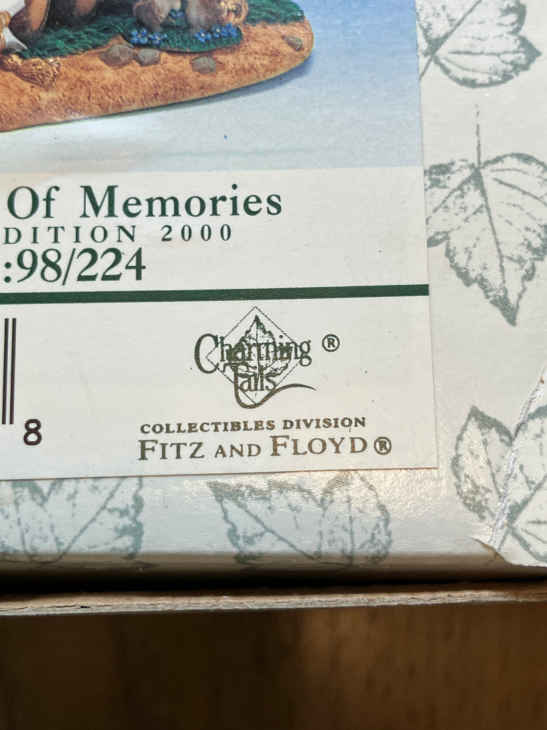 Of Memories
DITION 2000
:98/224
8
Charming ®
Tails
COLLECTIBLES DIVISION
FITZ AND FLOYD®